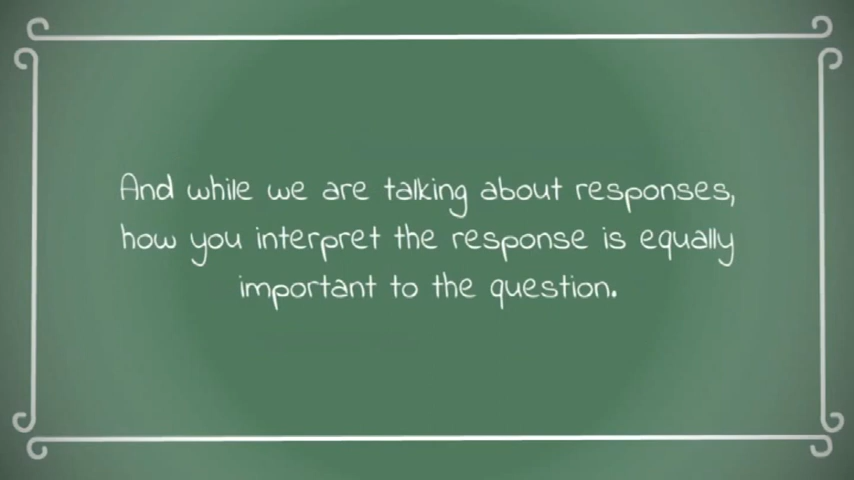 And while we are talking about responses,
how you interpret the response is equally
important to the question.